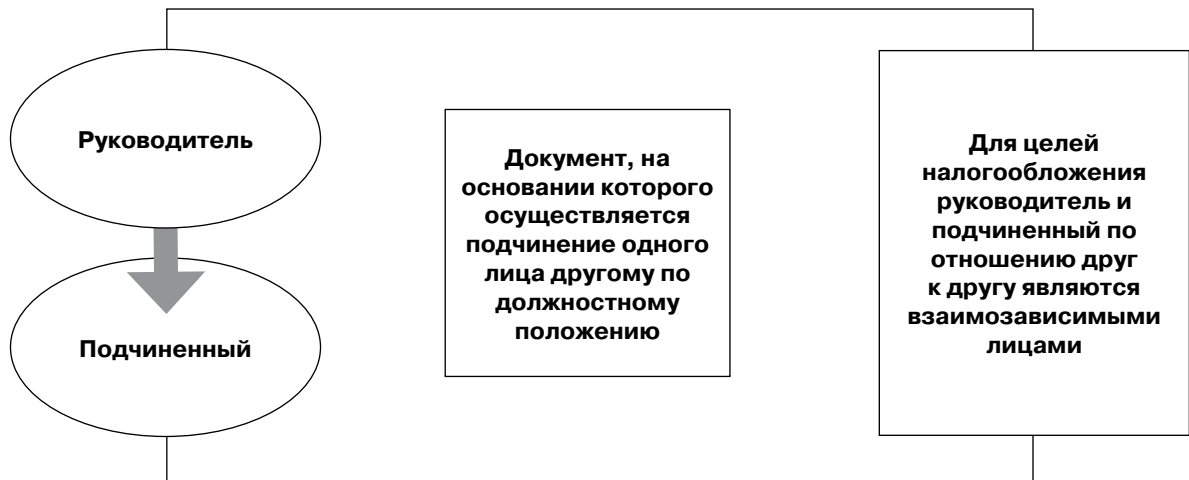 Руководитель
Подчиненный
Документ, на
основании которого
осуществляется
подчинение одного
лица другому по
должностному
положению
Для целей
налогообложения
руководитель и
подчиненный по
отношению друг
к другу являются
взаимозависимыми
лицами